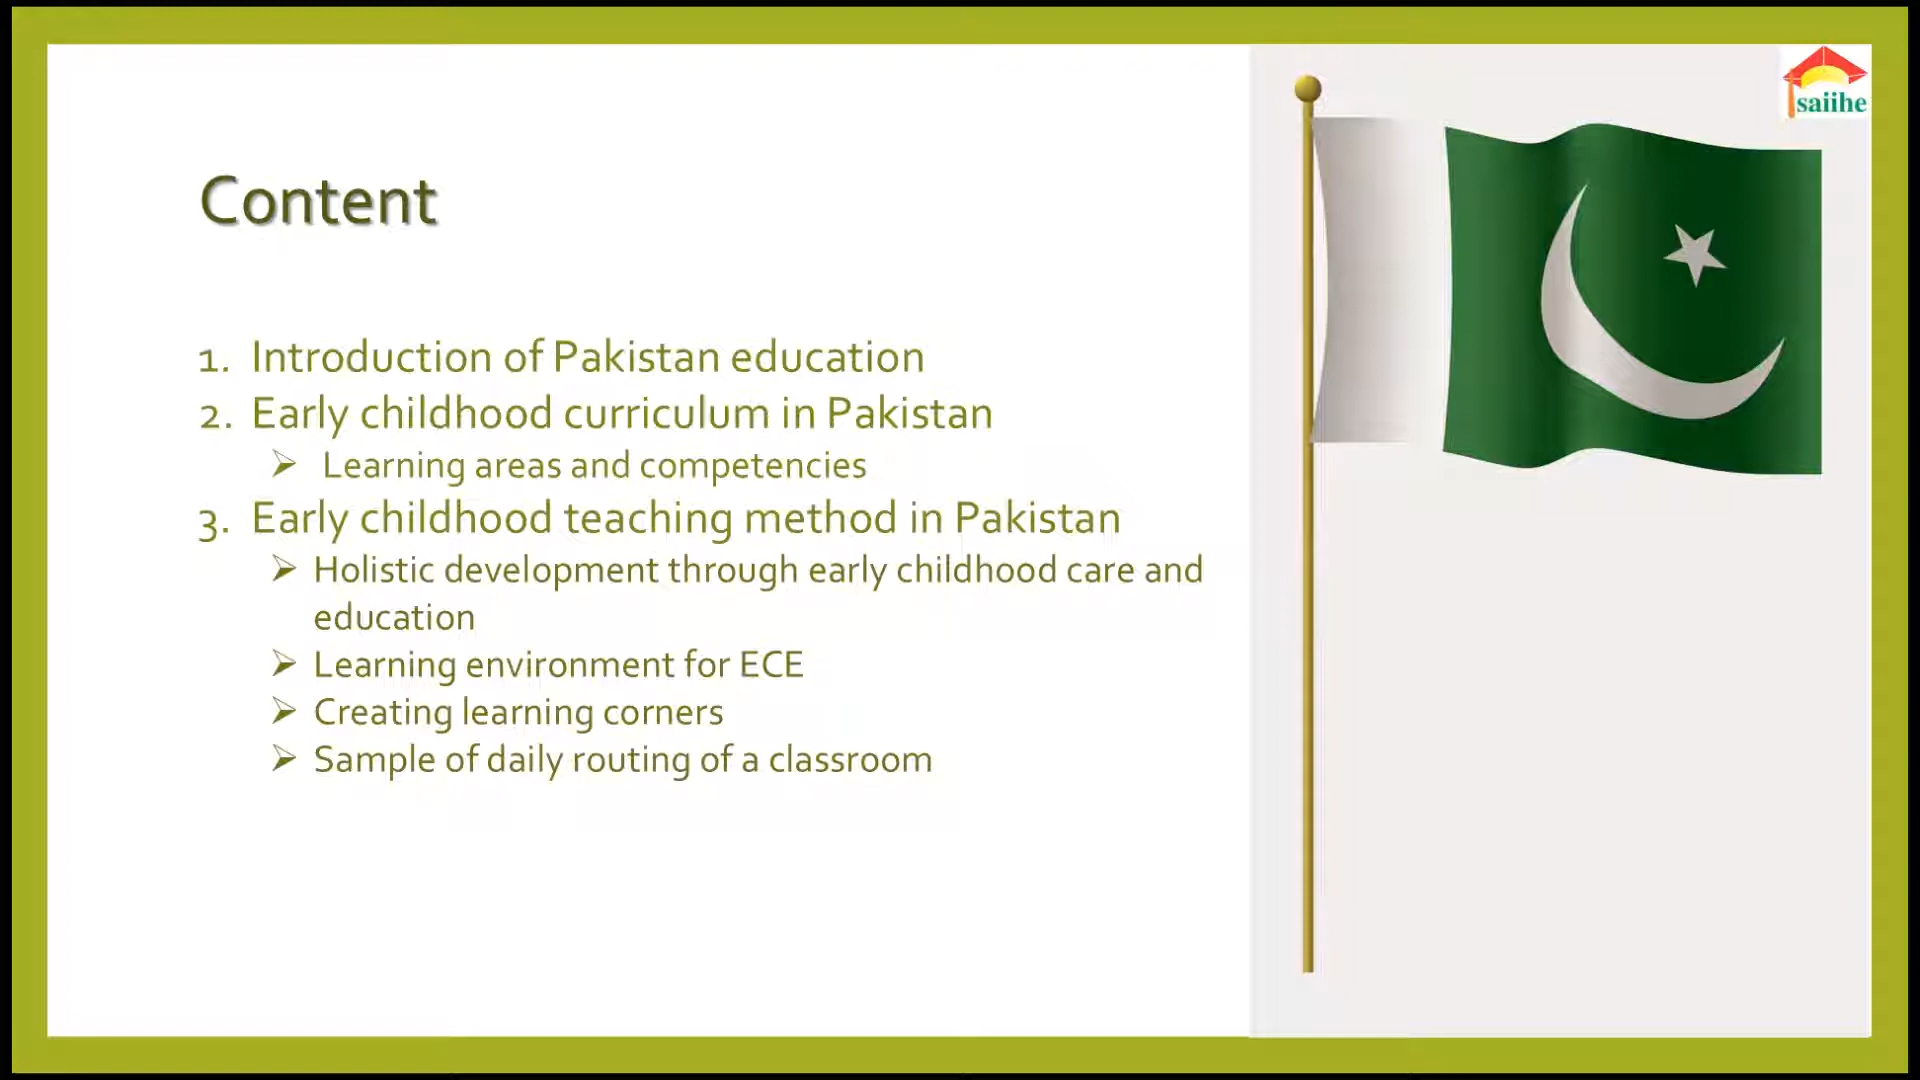 saiihe
Content
1. Introduction of Pakistan education
2. Early childhood curriculum in Pakistan
➢ Learning areas and competencies
3. Early childhood teaching method in Pakistan
➢ Holistic development through early childhood care and
education
➢ Learning environment for ECE
➢ Creating learning corners
➢ Sample of daily routing of a classroom